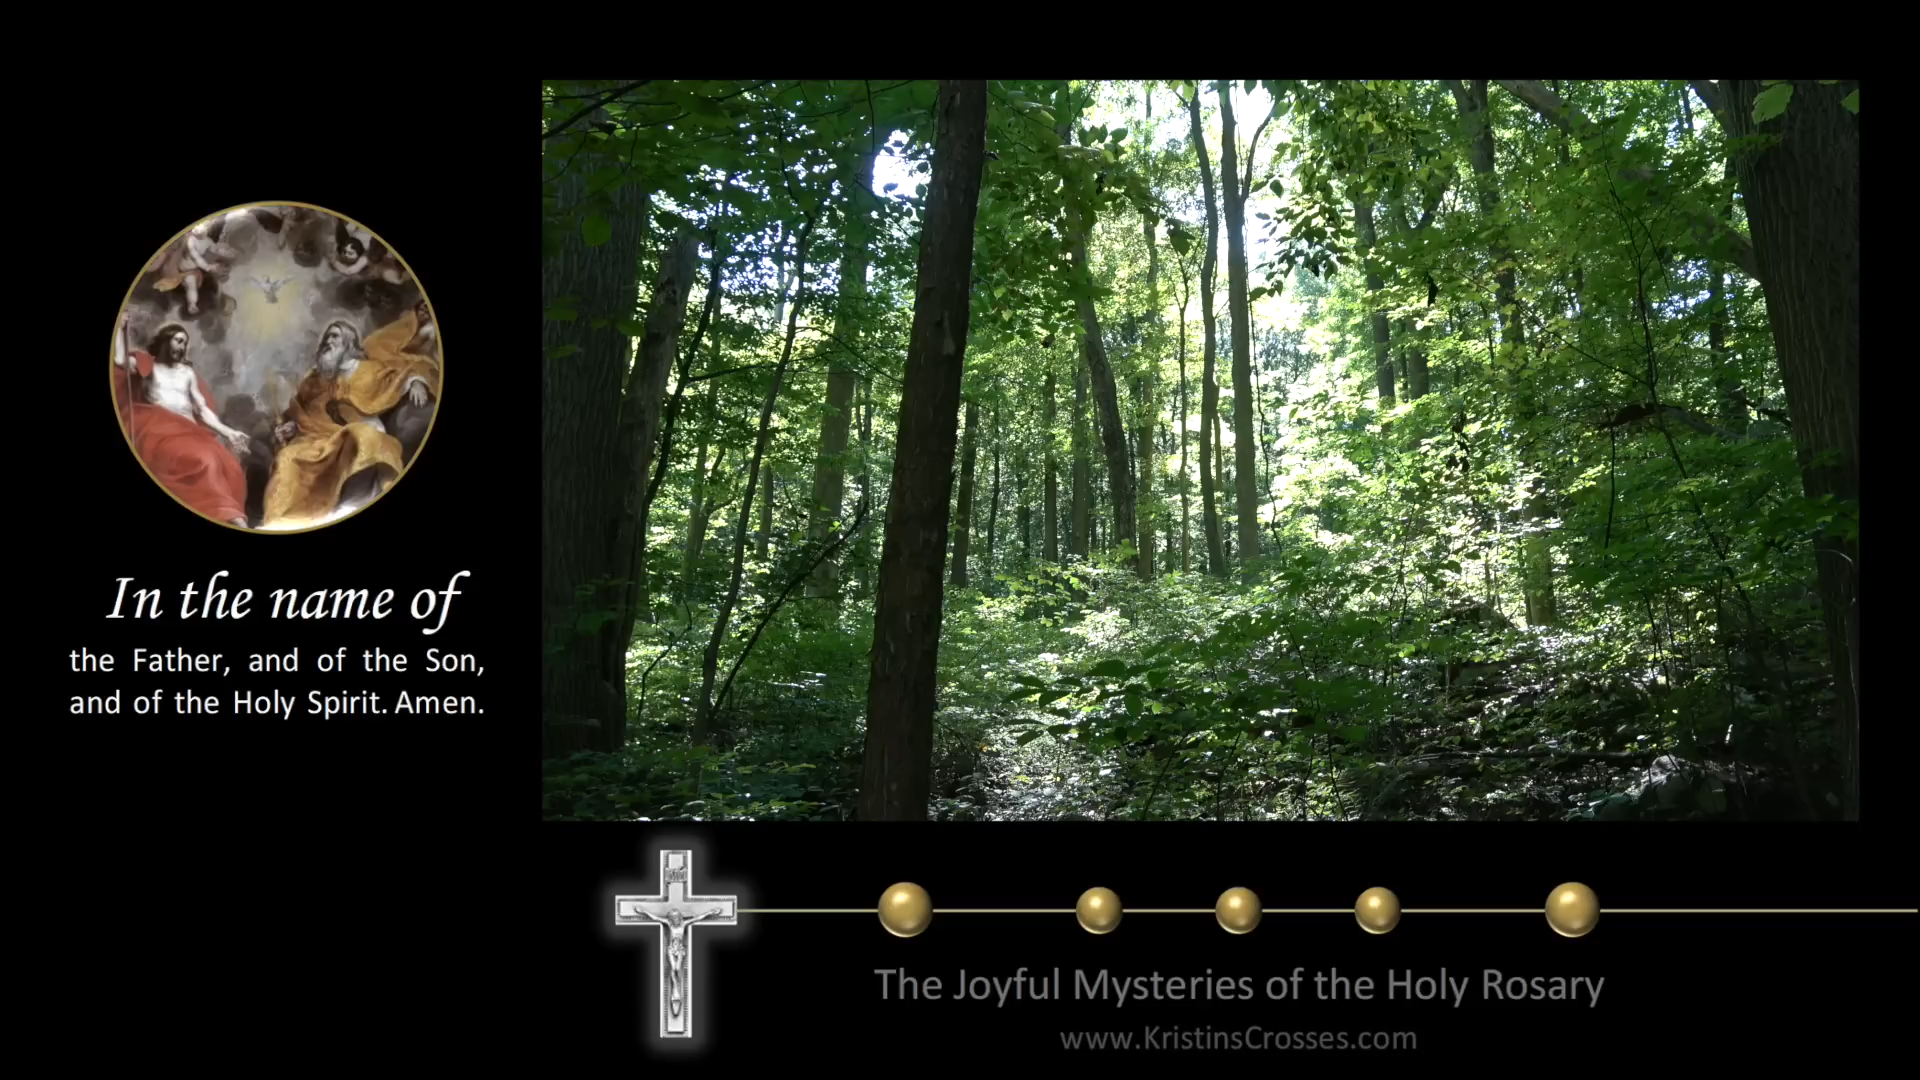 In the name of
the Father, and of the Son,
and of the Holy Spirit. Amen.
The Joyful Mysteries of the Holy Rosary
www.KristinsCrosses.com